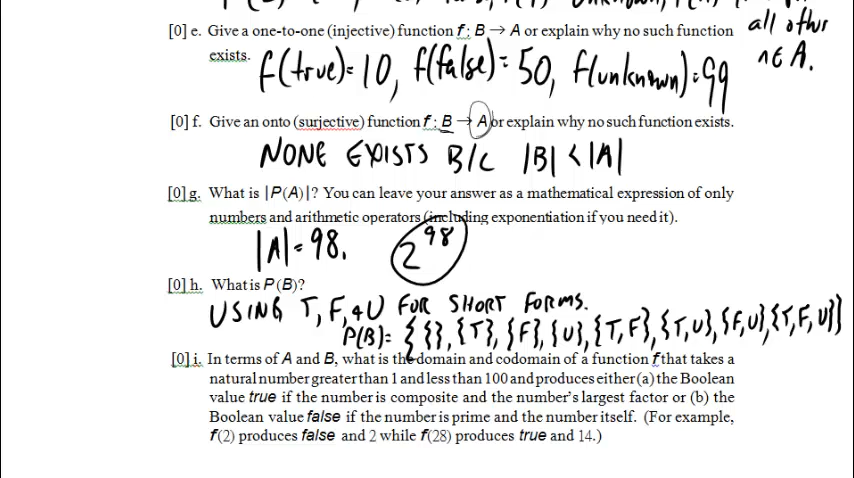 [0] e. Give a one-to-one (injective) function f : B → A or explain why no such function exists.
all other
n ∈ A.
f(true)=10, f(false)=50, f(unknown)=99
[0] f. Give an onto (surjective) function f : B → A or explain why no such function exists.
NONE EXISTS B/C |B| < |A|
[0] g. What is |P(A)|? You can leave your answer as a mathematical expression of only
numbers and arithmetic operators (including exponentiation if you need it).
|A|=98. 2^98
[0] h. What is P(B)?
USING T, F, + U FOR SHORT FORMS.
P(B)= { {}, {T}, {F}, {U}, {T, F}, {T, U}, {F, U}, {T, F, U}}
[0] i. In terms of A and B, what is the domain and codomain of a function f that takes a
natural number greater than 1 and less than 100 and produces either (a) the Boolean
value true if the number is composite and the number's largest factor or (b) the
Boolean value false if the number is prime and the number itself. (For example,
f(2) produces false and 2 while f(28) produces true and 14.)